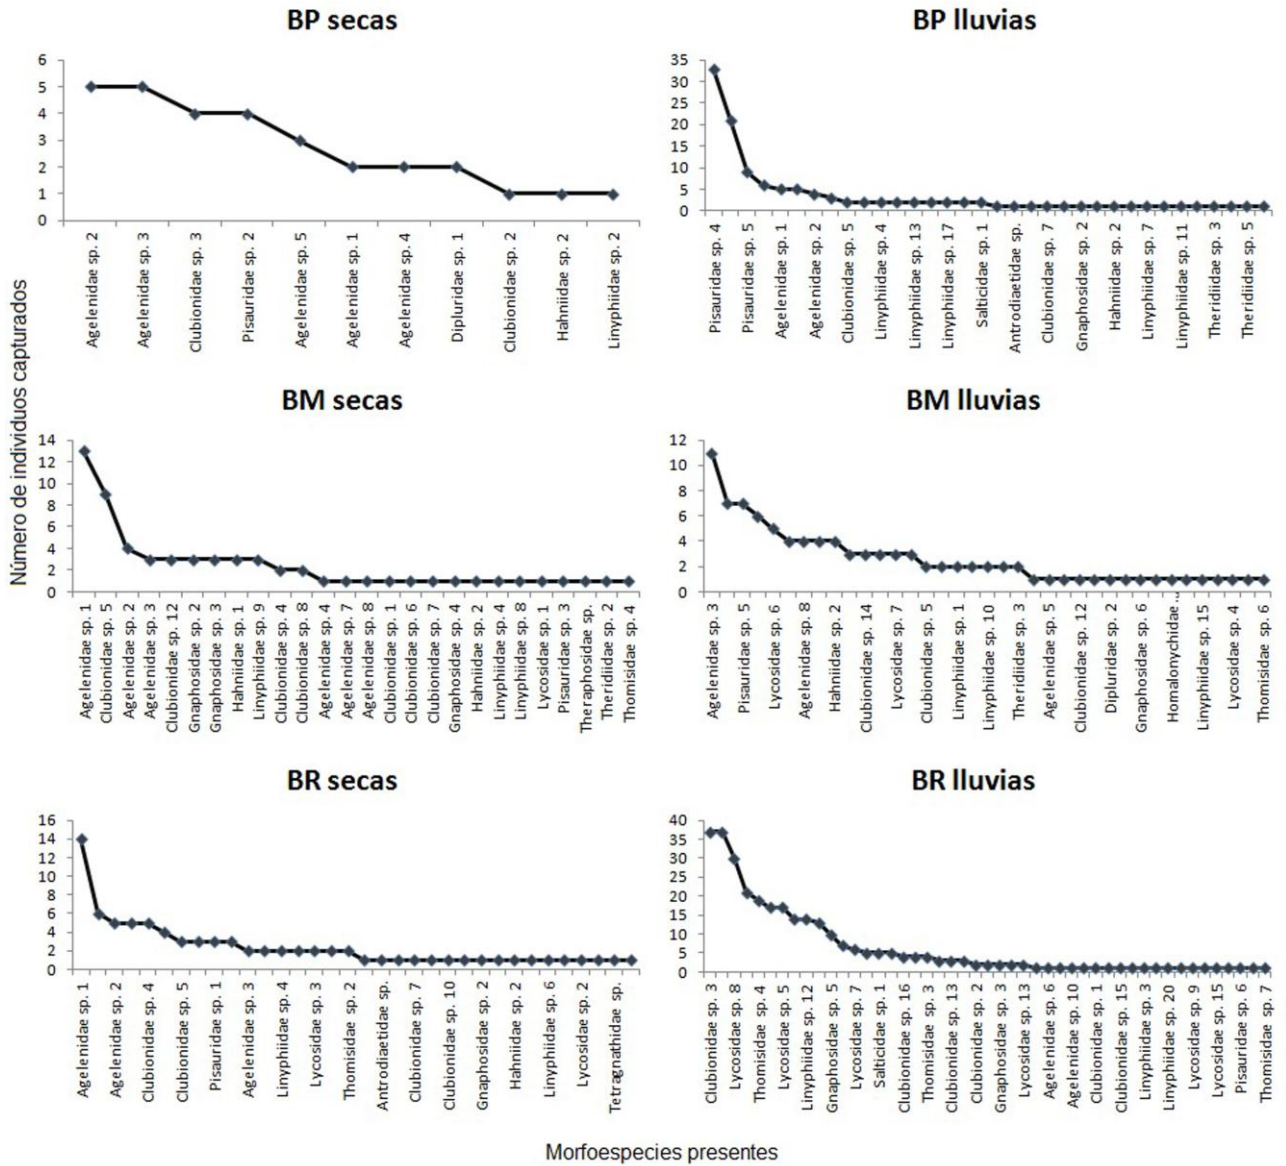 BP secas
6
5
4
3
2
1
0
Agelenidae sp. 2
Agelenidae sp. 3
Clubionidae sp. 3
Pisauridae sp. 2
Agelenidae sp. 5
Agelenidae sp. 1
Agelenidae sp. 4
Dipluridae sp. 1
Clubionidae sp. 2
Hahniidae sp. 2
Linyphiidae sp. 2
BP lluvias
35
30
25
20
15
10
5
0
Pisauridae sp. 4
Pisauridae sp. 5
Agelenidae sp. 1
Agelenidae sp. 2
Clubionidae sp. 5
Linyphiidae sp. 4
Linyphiidae sp. 13
Linyphiidae sp. 17
Salticidae sp. 1
Antrodiaetidae sp.
Clubionidae sp. 7
Gnaphosidae sp. 2
Hahniidae sp. 2
Linyphiidae sp. 7
Linyphiidae sp. 11
Theridiidae sp. 3
Theridiidae sp. 5
Número de individuos capturados
BM secas
14
12
10
8
6
4
2
0
Agelenidae sp. 1
Clubionidae sp. 5
Agelenidae sp. 2
Agelenidae sp. 3
Clubionidae sp. 12
Gnaphosidae sp. 2
Gnaphosidae sp. 3
Hahniidae sp. 1
Linyphiidae sp. 9
Clubionidae sp. 4
Clubionidae sp. 8
Agelenidae sp. 4
Agelenidae sp. 7
Agelenidae sp. 8
Clubionidae sp. 1
Clubionidae sp. 6
Clubionidae sp. 7
Gnaphosidae sp. 4
Hahniidae sp. 2
Linyphiidae sp. 4
Linyphiidae sp. 8
Lycosidae sp. 1
Pisauridae sp. 3
Theraphosidae sp.
Theridiidae sp. 2
Thomisidae sp. 4
BM lluvias
12
10
8
6
4
2
0
Agelenidae sp. 3
Pisauridae sp. 5
Lycosidae sp. 6
Agelenidae sp. 8
Hahniidae sp. 2
Clubionidae sp. 14
Lycosidae sp. 7
Clubionidae sp. 5
Linyphiidae sp. 1
Linyphiidae sp. 10
Theridiidae sp. 3
Agelenidae sp. 5
Clubionidae sp. 12
Dipluridae sp. 2
Gnaphosidae sp. 6
Homalonychidae...
Linyphiidae sp. 15
Lycosidae sp. 4
Thomisidae sp. 6
BR secas
16
14
12
10
8
6
4
2
0
Agelenidae sp. 1
Agelenidae sp. 2
Clubionidae sp. 4
Clubionidae sp. 5
Pisauridae sp. 1
Agelenidae sp. 3
Linyphiidae sp. 4
Lycosidae sp. 3
Thomisidae sp. 2
Antrodiaetidae sp.
Clubionidae sp. 7
Clubionidae sp. 10
Gnaphosidae sp. 2
Hahniidae sp. 2
Linyphiidae sp. 6
Lycosidae sp. 2
Tetragnathidae sp.
BR lluvias
40
35
30
25
20
15
10
5
0
Clubionidae sp. 3
Lycosidae sp. 8
Thomisidae sp. 4
Lycosidae sp. 5
Linyphiidae sp. 12
Gnaphosidae sp. 5
Lycosidae sp. 7
Salticidae sp. 1
Clubionidae sp. 16
Thomisidae sp. 3
Clubionidae sp. 13
Clubionidae sp. 2
Gnaphosidae sp. 3
Lycosidae sp. 13
Agelenidae sp. 6
Agelenidae sp. 10
Clubionidae sp. 1
Clubionidae sp. 15
Linyphiidae sp. 3
Linyphiidae sp. 20
Lycosidae sp. 9
Lycosidae sp. 15
Pisauridae sp. 6
Thomisidae sp. 7
Morfoespecies presentes